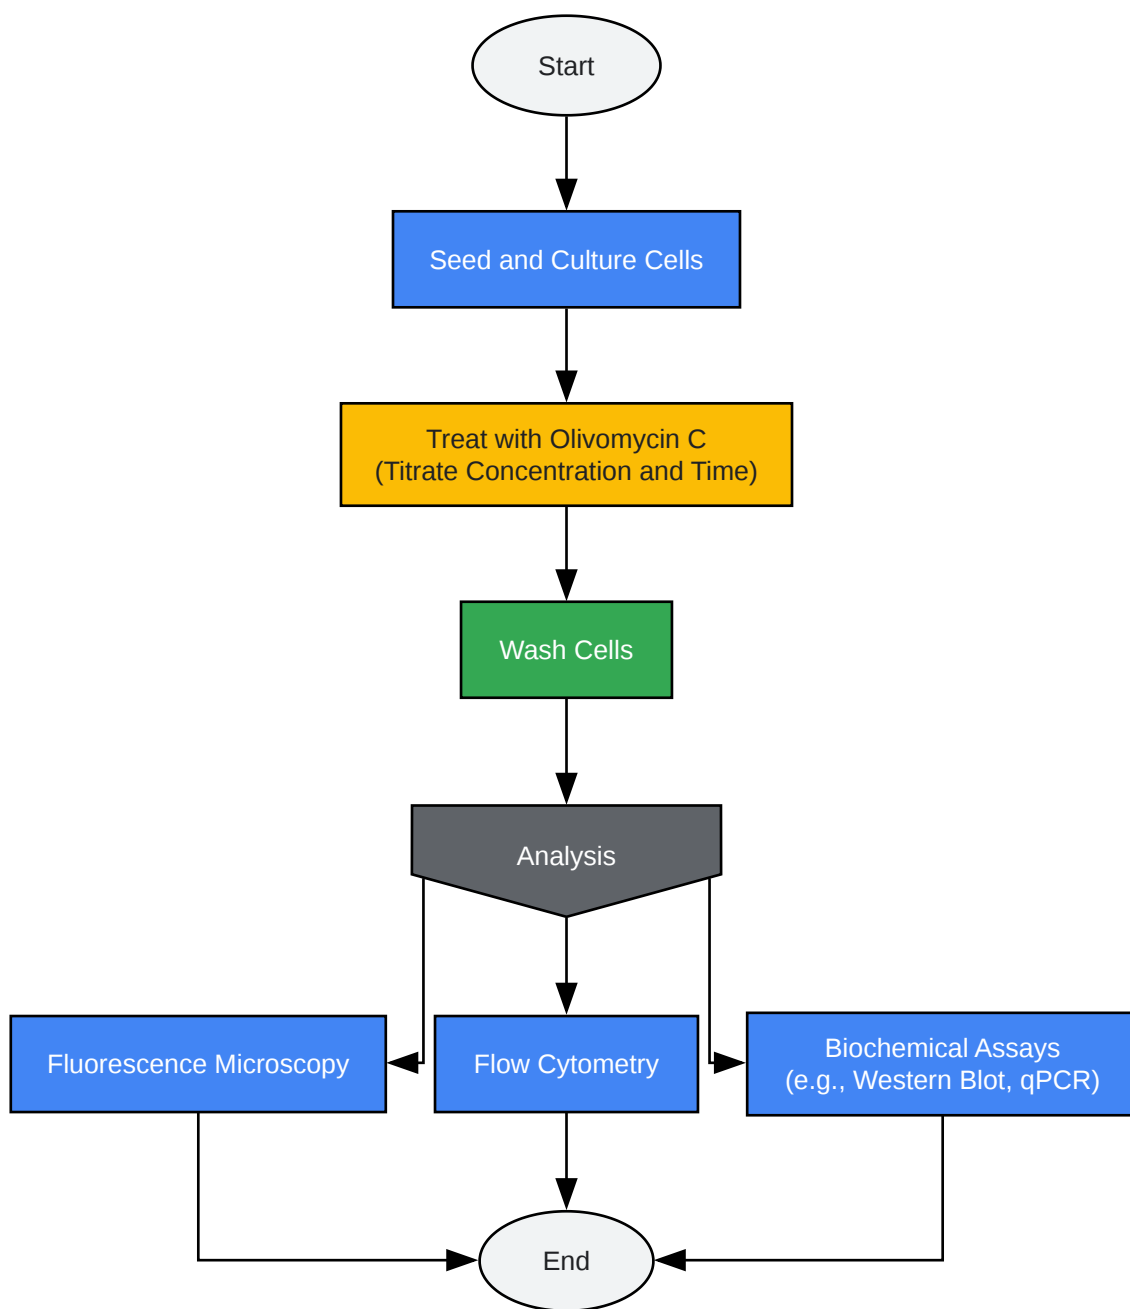 Start
Seed and Culture Cells
Treat with Olivomycin C
(Titrate Concentration and Time)
Wash Cells
Analysis
Fluorescence Microscopy
Flow Cytometry
Biochemical Assays
(e.g., Western Blot, qPCR)
End